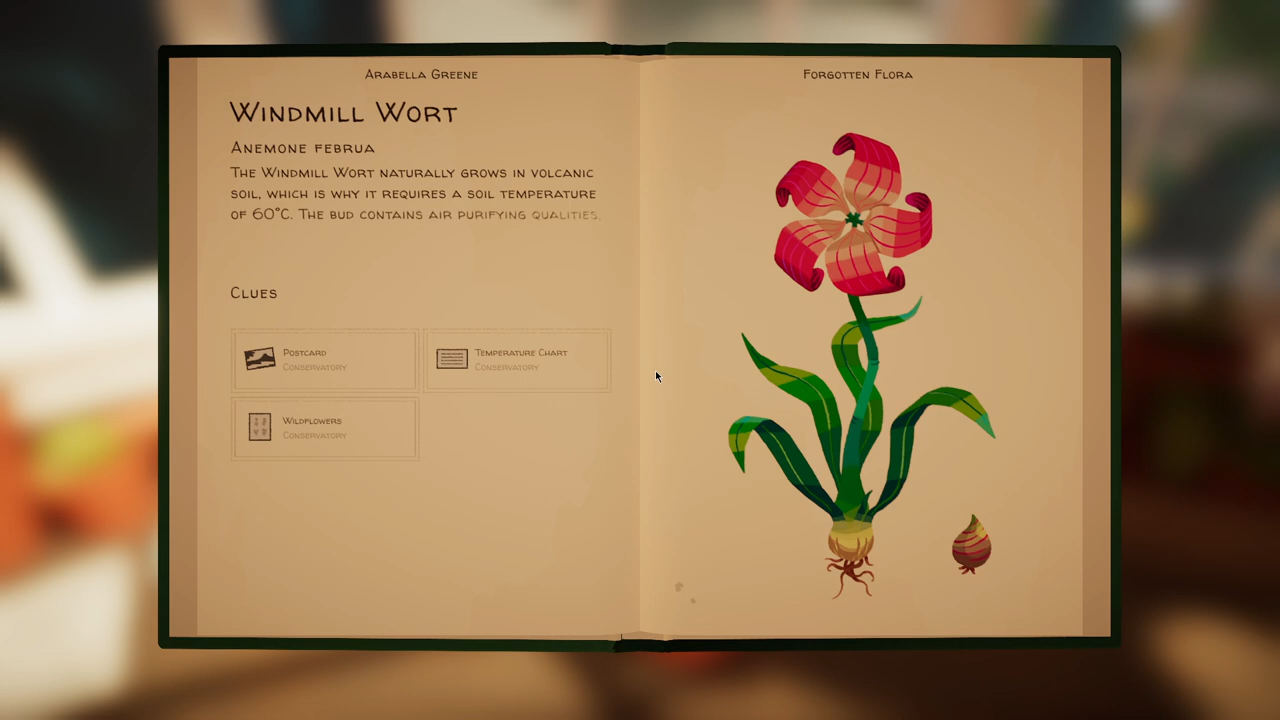 Arabella Greene
Windmill Wort
Anemone februa
The Windmill Wort naturally grows in volcanic
soil, which is why it requires a soil temperature
of 60°C. The bud contains air purifying qualities.
Clues
Postcard
Conservatory
Temperature Chart
Conservatory
Wildflowers
Conservatory
Forgotten Flora